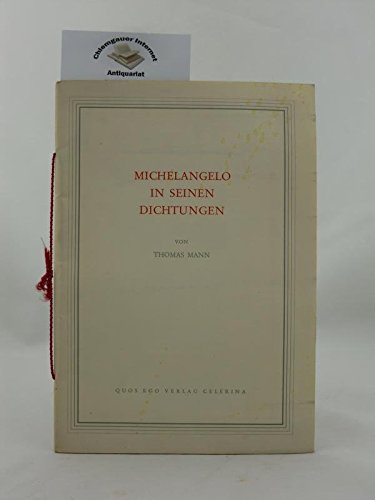 Chiemgauer Internet
Antiquariat
MICHELANGELO
IN SEINEN
DICHTUNGEN
VON
THOMAS MANN
QUOS EGO VERLAG CELERINA